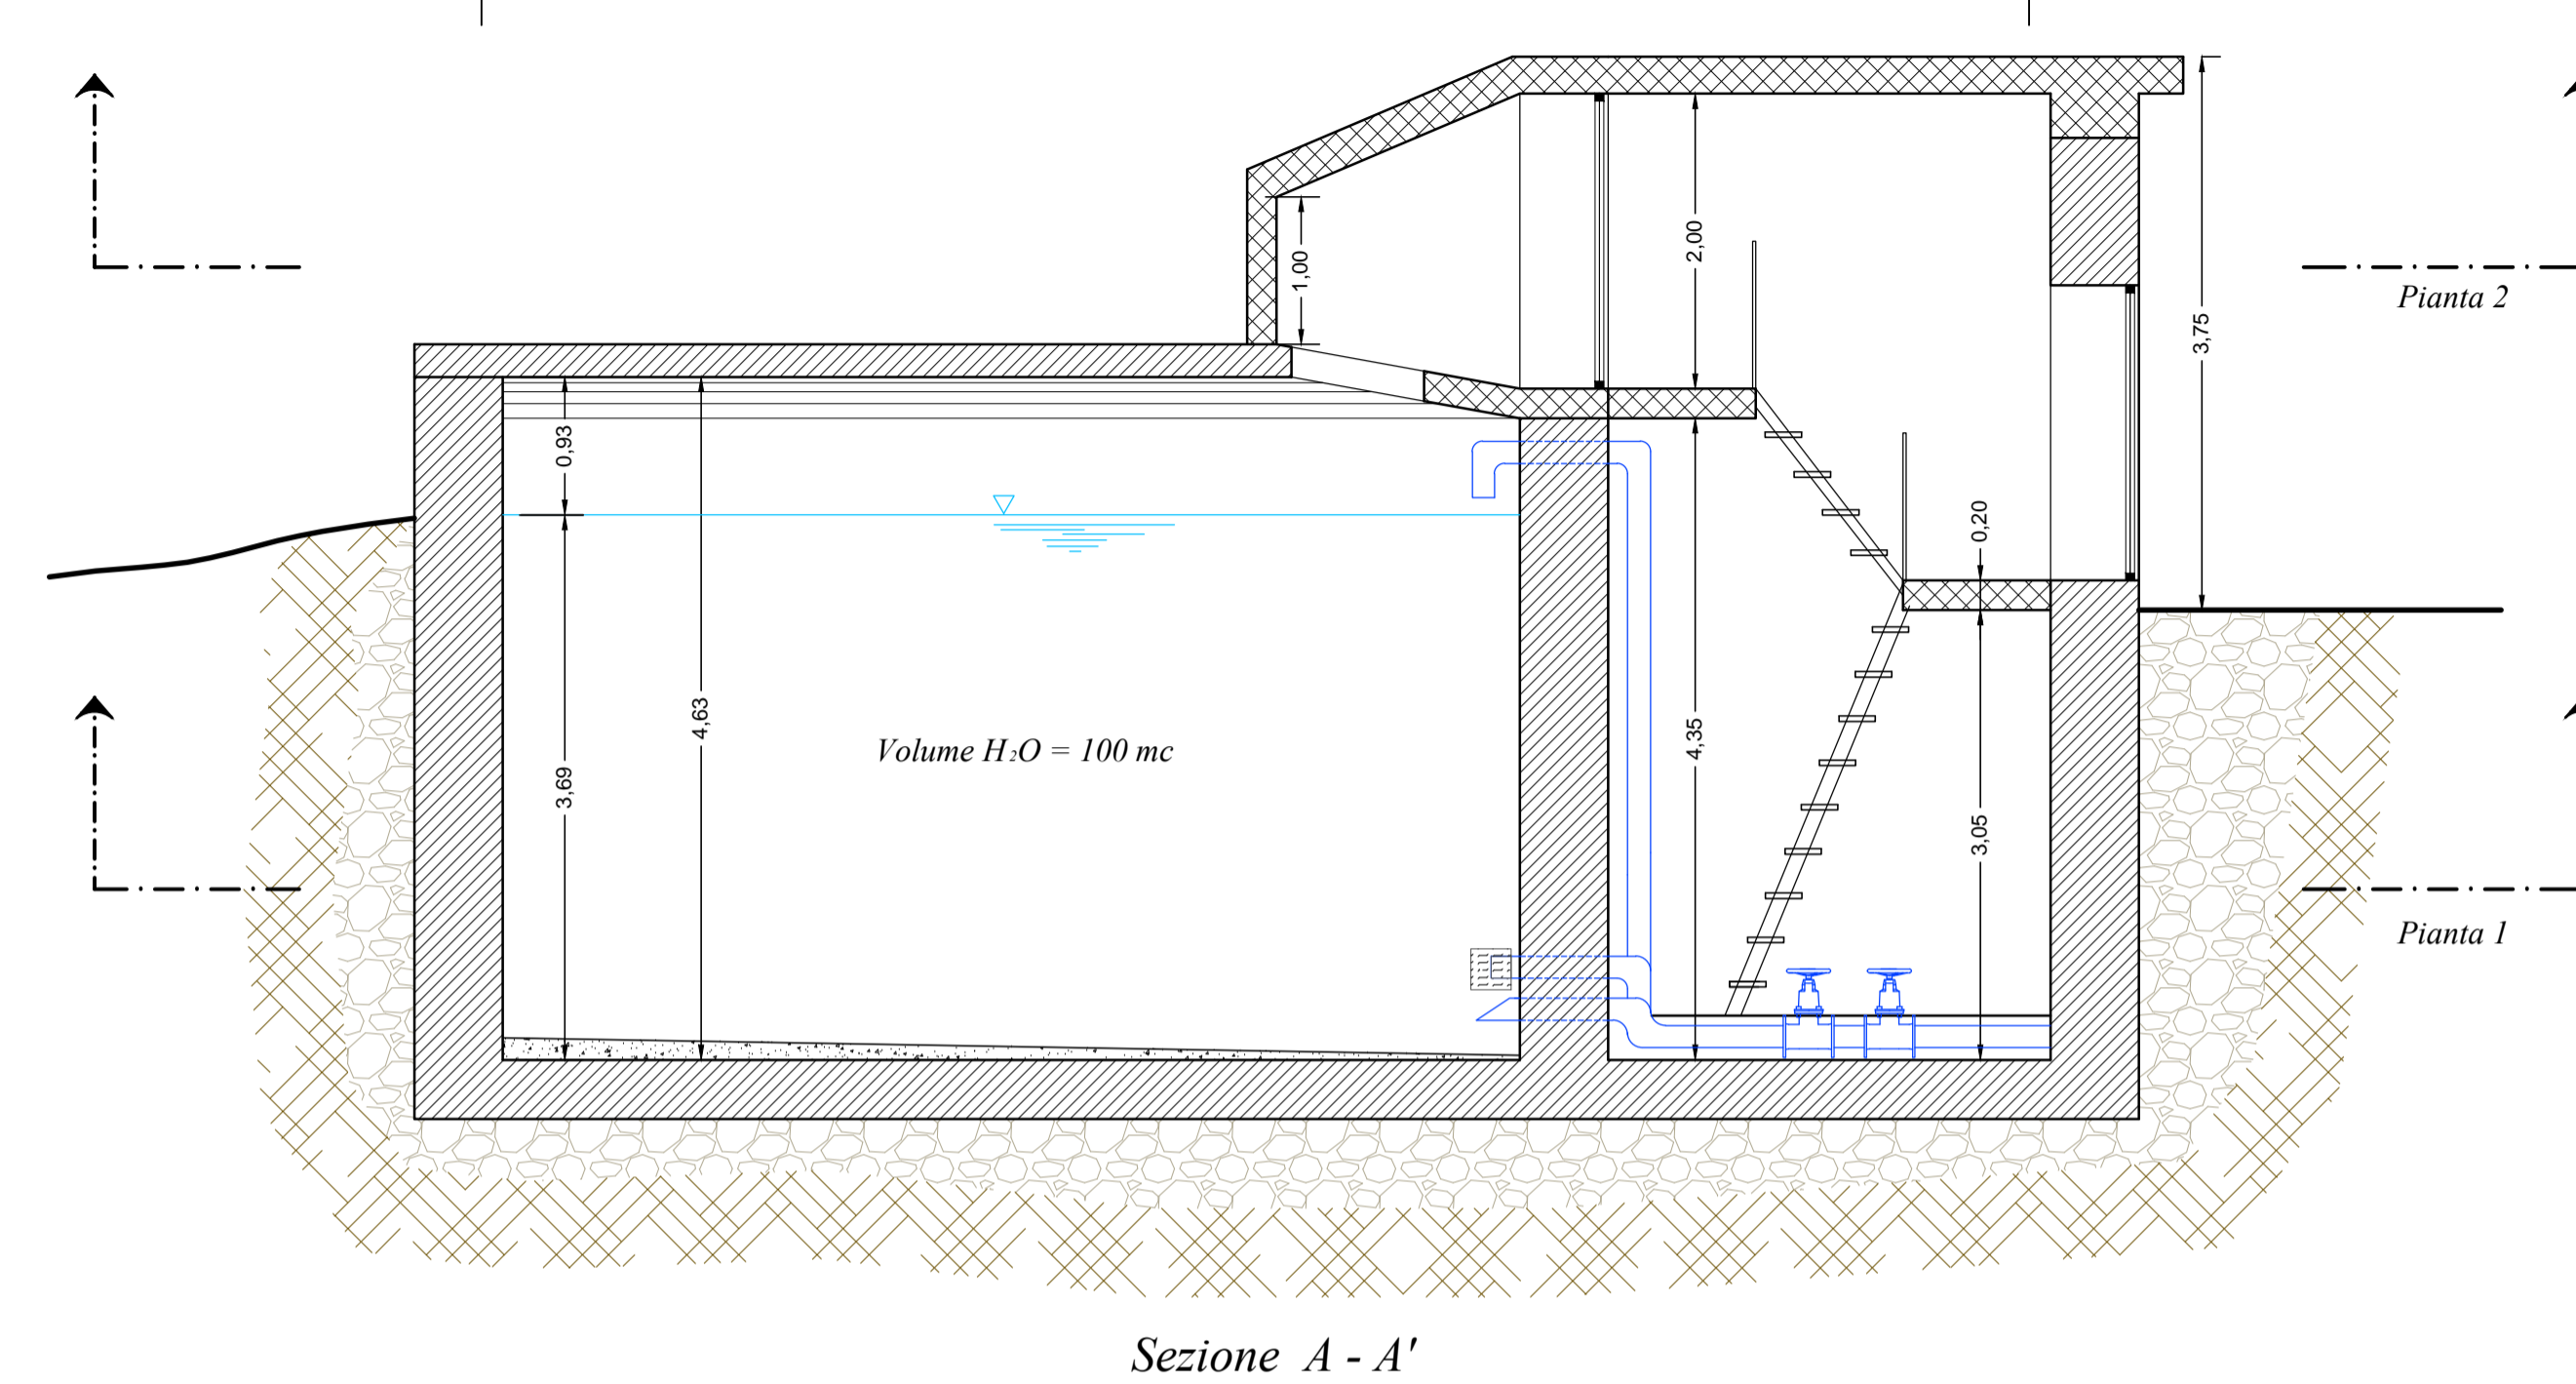 2,00
1,00
Pianta 2
3,75
0,93
0,20
4,63
4,35
Volume H₂O = 100 mc
3,69
3,05
Pianta 1
Sezione A - A'